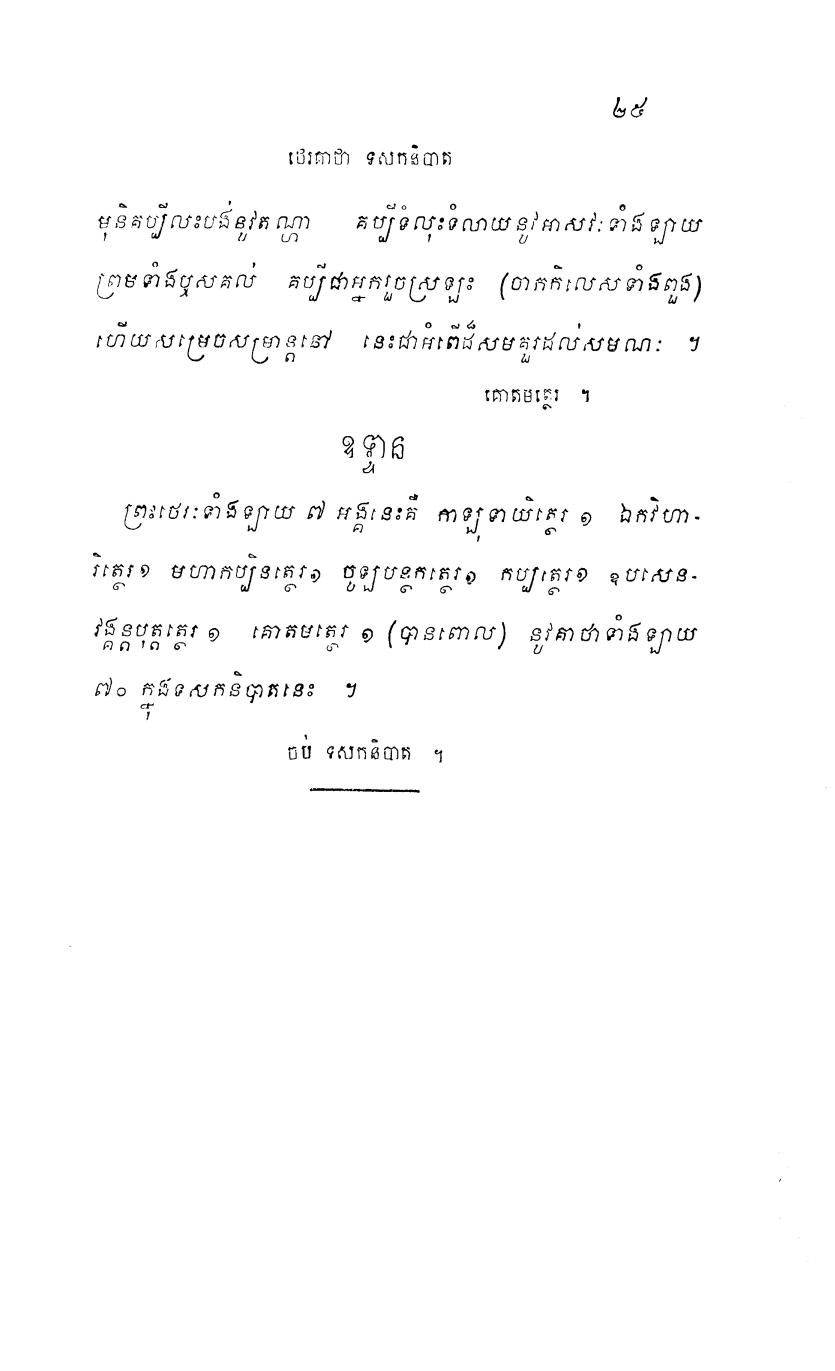 ២៥
ថេរគាថា ទសកនិបាត
មុនិគប្បីលះបង់នូវតណ្ហា គប្បីទំលុះទំលាយនូវអាសវៈទាំងឡាយ
ព្រមទាំងឬសគល់ គប្បីជាអ្នករួចស្រឡះ (ចាកកិលេសទាំងពួង)
ហើយសម្រេចសម្រាន្តនៅ នេះជាអំពើដ៏សមគួរដល់សមណៈ ។
គោតមត្ថេរ ។
ឧទ្ទាន
ព្រះថេរៈទាំងឡាយ ៧ អង្គនេះគឺ កាឡុទាយិត្ថេរ ១ ឯកវិហា-
រិត្ថេរ១ មហាកប្បិនត្ថេរ១ ចូឡបន្ថកត្ថេរ១ កប្បត្ថេរ១ ឧបសេន-
វង្គន្តបុត្តត្ថេរ ១ គោតមត្ថេរ ១ (បានពោល) នូវគាថាទាំងឡាយ
៧០ ក្នុងទសកនិបាតនេះ ។
ចប់ ទសកនិបាត ។